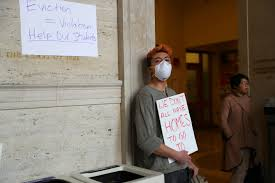 Eviction
= Violation
Help Our Students
WE DON'T
ALL HAVE
HOMES
TO GO
TO